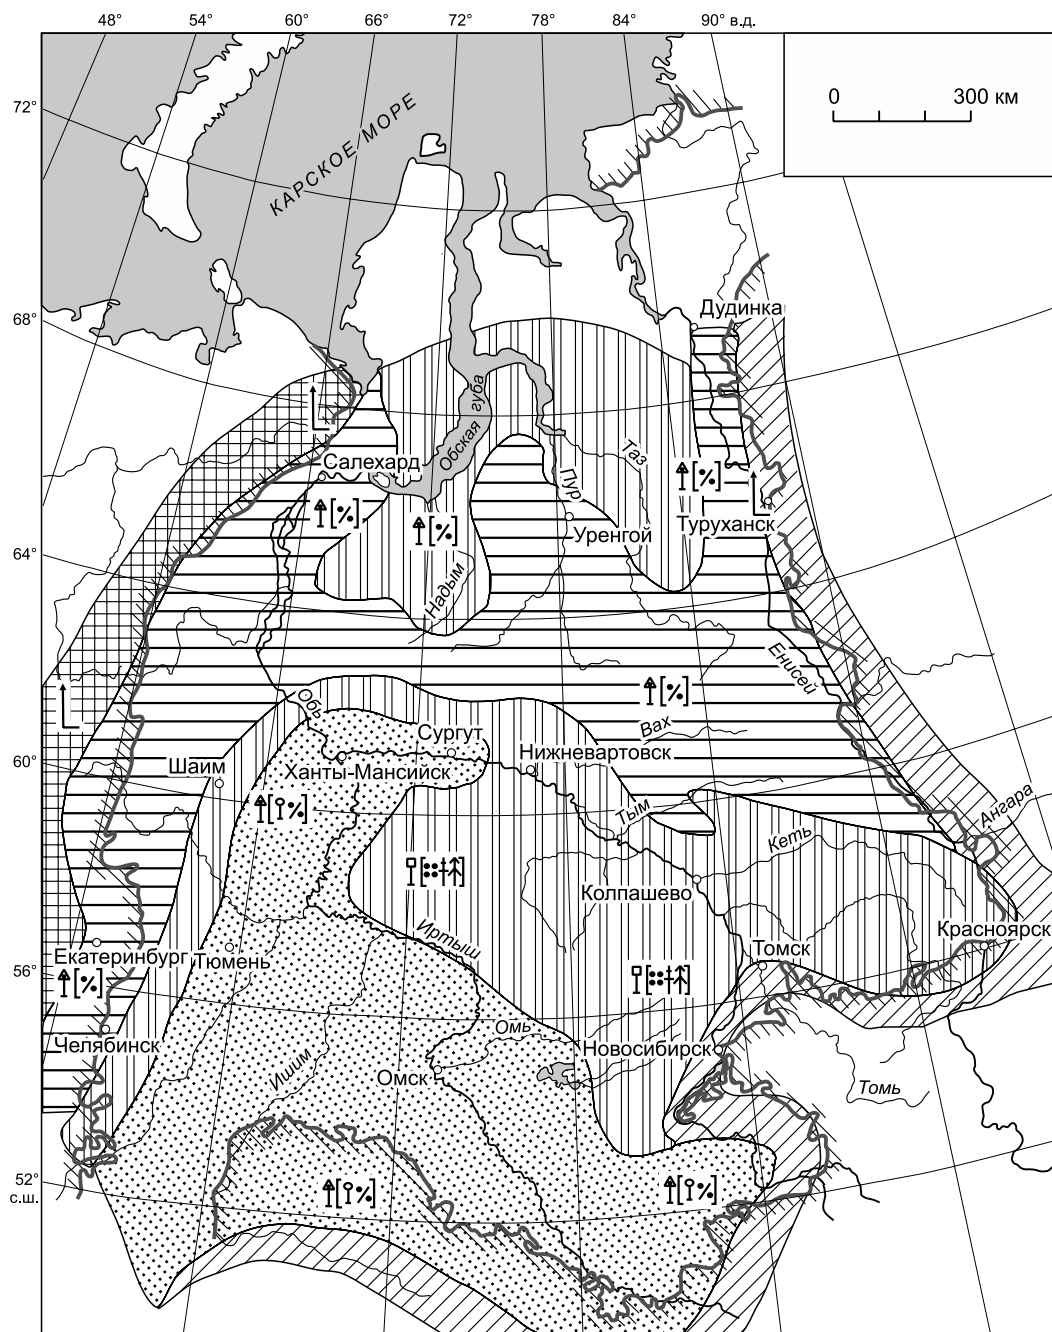 48° 54° 60° 66° 72° 78° 84° 90° в.д.
72°
0 300 км
КАРСКОЕ МОРЕ
68°
Дудинка
Обская губа
Таз
Салехард
Пур
Туруханск
Уренгой
64°
Надым
Енисей
Обь
Вах
Сургут
Нижневартовск
60°
Шаим
Ханты-Мансийск
Тым
Ангара
Кеть
Колпашево
Иртыш
Красноярск
Томск
Екатеринбург
Тюмень
56°
Омь
Челябинск
Новосибирск
Ишим
Омск
Томь
52°
с.ш.